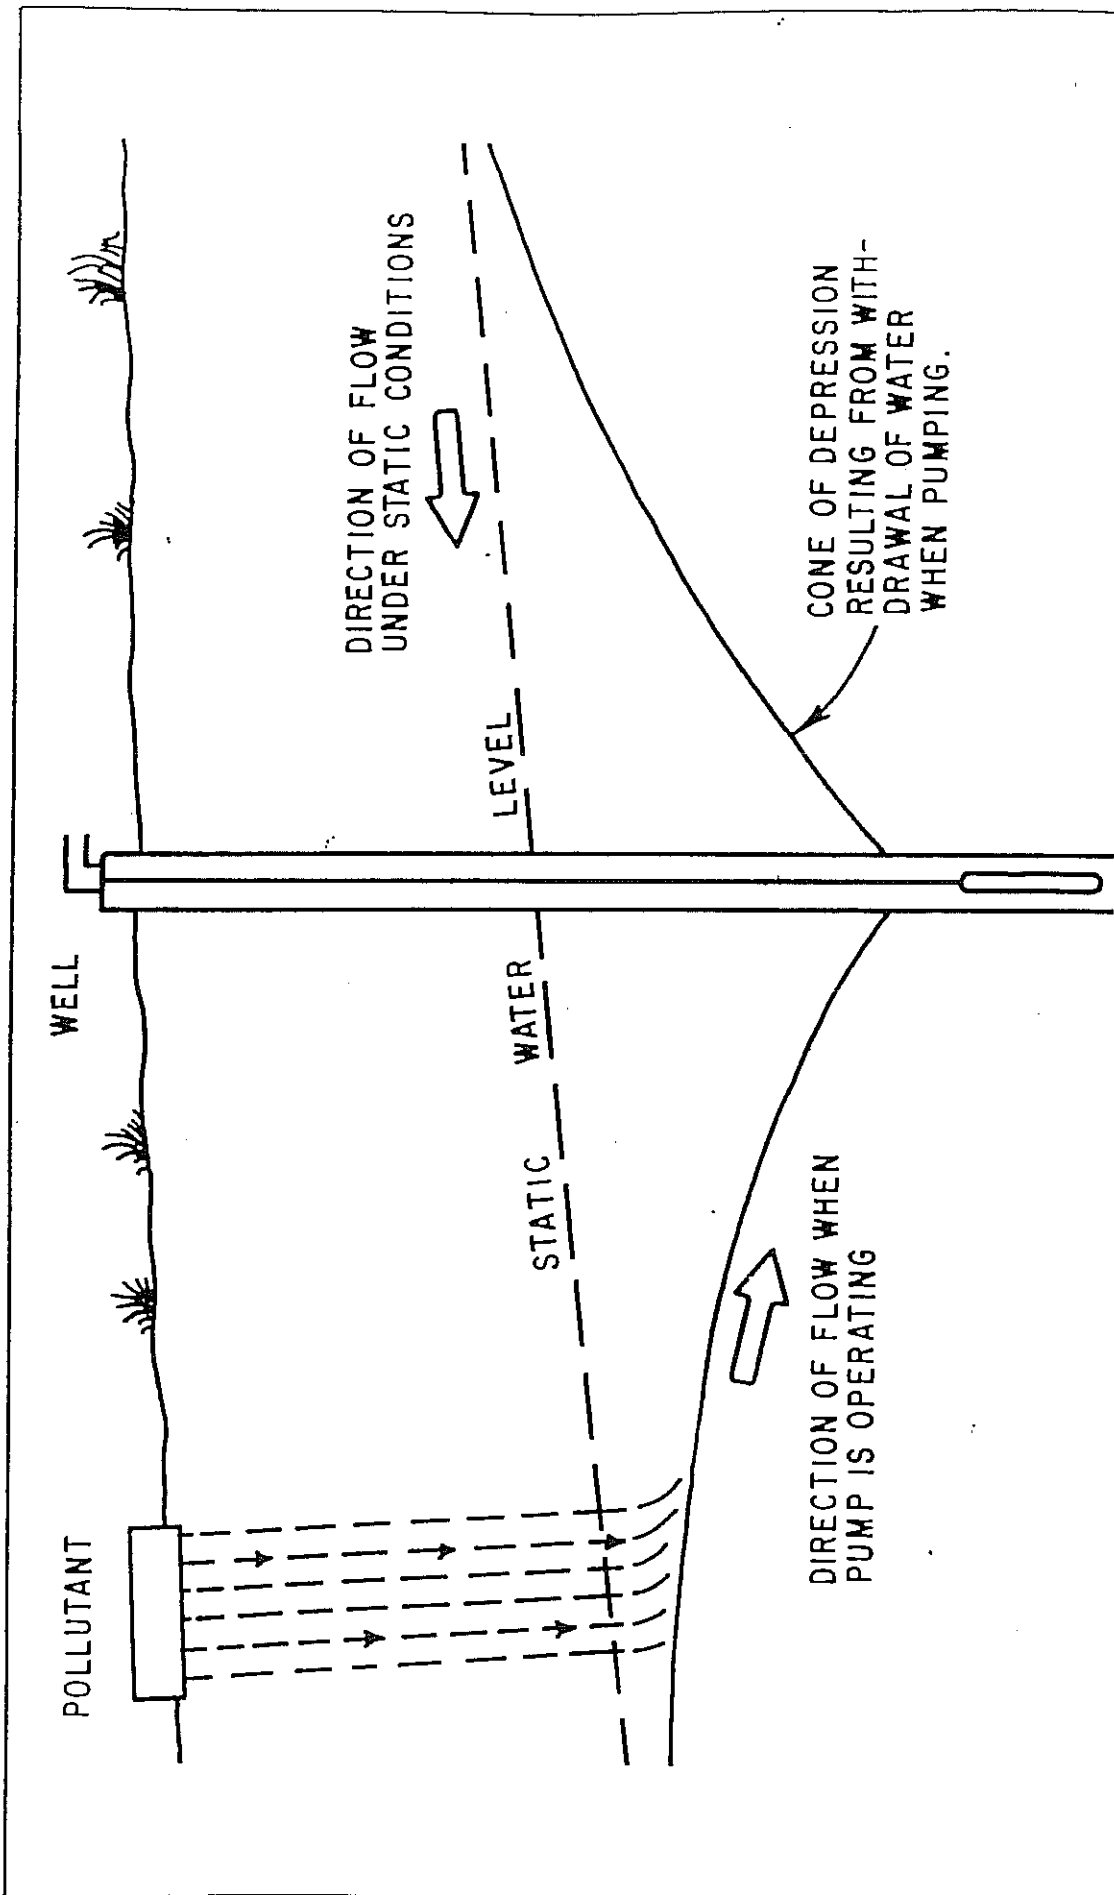 POLLUTANT
WELL
DIRECTION OF FLOW
UNDER STATIC CONDITIONS
STATIC WATER LEVEL
DIRECTION OF FLOW WHEN
PUMP IS OPERATING
CONE OF DEPRESSION
RESULTING FROM WITH-
DRAWAL OF WATER
WHEN PUMPING.